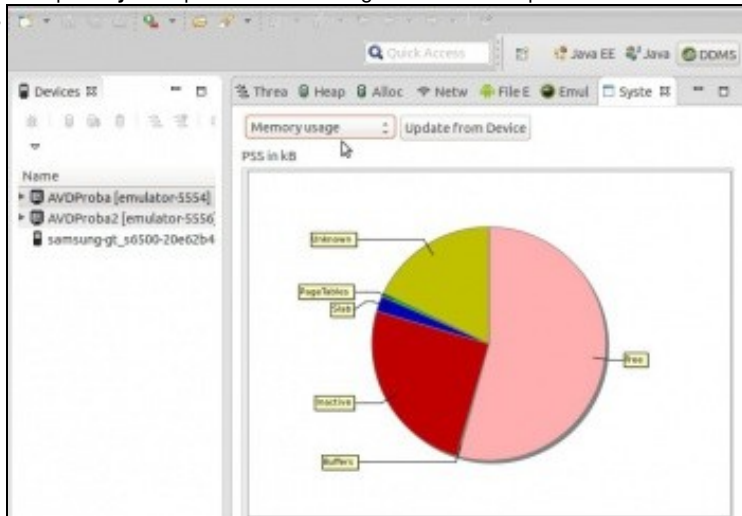 Quick Access
Java EE
Java
DDMS
Devices
Threa
Heap
Alloc
Netw
File E
Emul
Syste
Memory usage
Update from Device
PSS in kB
Name
AVDProba [emulator-5554]
AVDProba2 [emulator-5556]
samsung-gt_s6500-20e62b4
Unknown
PageTables
Slab
Free
Inactive
Buffers